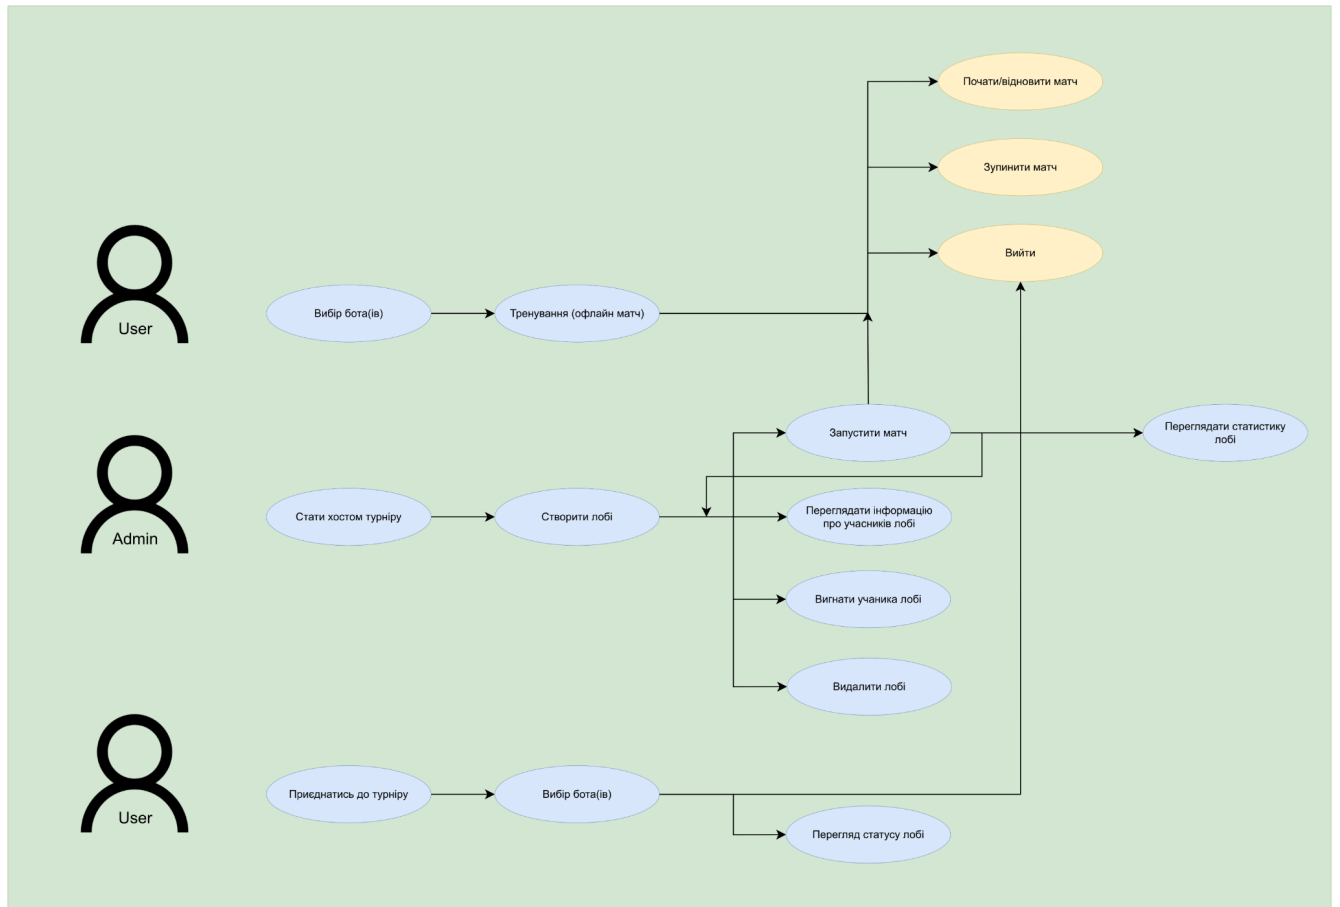 Почати/відновити матч
Зупинити матч
Вийти
User
Вибір бота(ів)
Тренування (офлайн матч)
Запустити матч
Переглядати статистику
лобі
Admin
Стати хостом турніру
Створити лобі
Переглядати інформацію
про учасників лобі
Вигнати учаника лобі
Видалити лобі
User
Приєднатись до турніру
Вибір бота(ів)
Перегляд статусу лобі